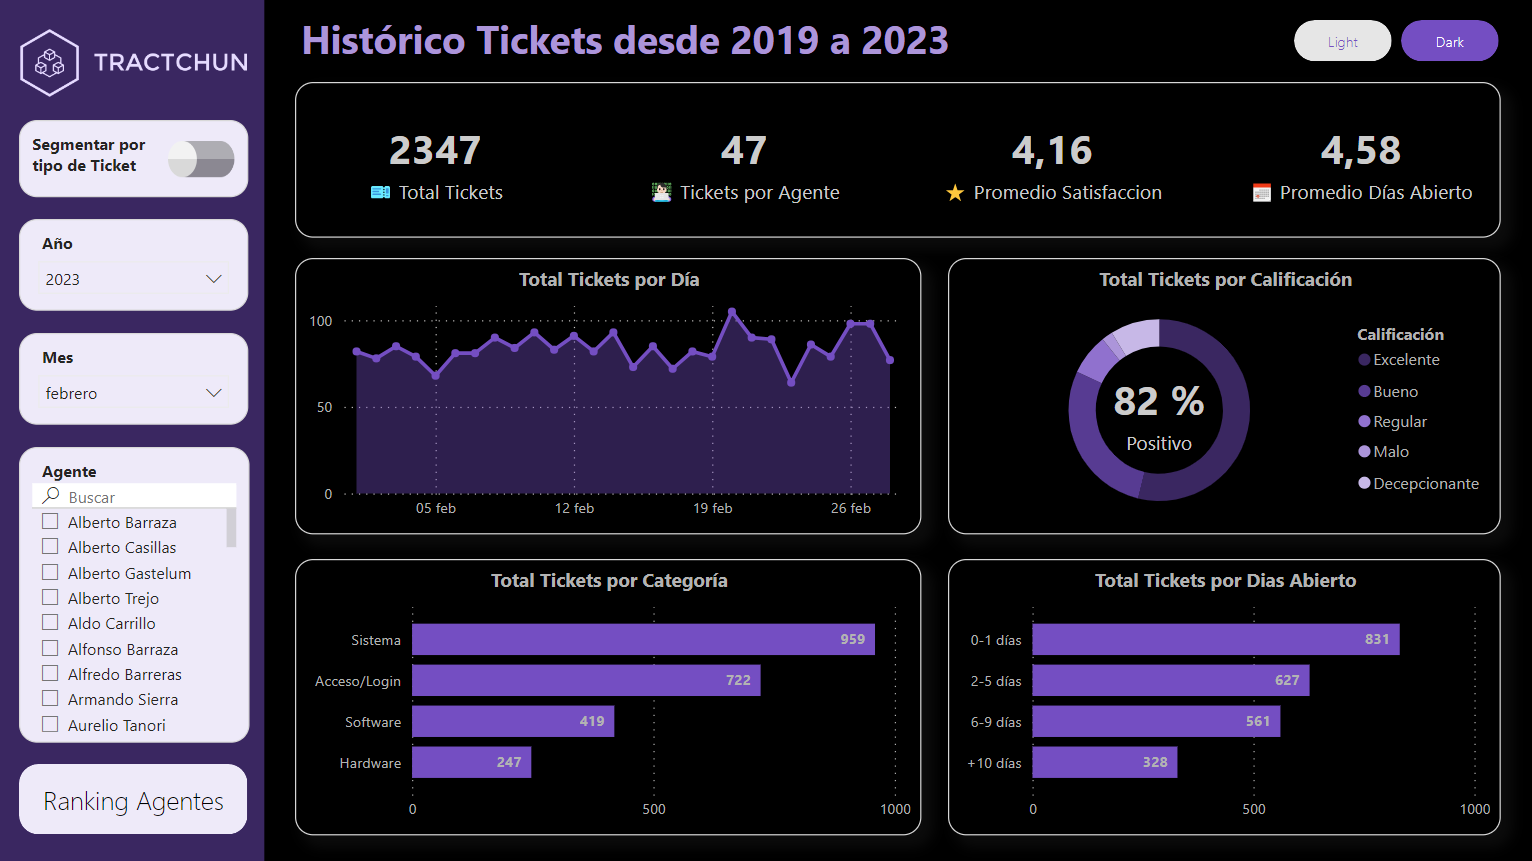 TRACTCHUN
Segmentar por
tipo de Ticket
Año
2023
Mes
febrero
Agente
Buscar
Alberto Barraza
Alberto Casillas
Alberto Gastelum
Alberto Trejo
Aldo Carrillo
Alfonso Barraza
Alfredo Barreras
Armando Sierra
Aurelio Tanori
Ranking Agentes
Histórico Tickets desde 2019 a 2023
Light
Dark
2347
Total Tickets
47
Tickets por Agente
4,16
Promedio Satisfaccion
4,58
Promedio Días Abierto
Total Tickets por Día
100
50
0
05 feb
12 feb
19 feb
26 feb
Total Tickets por Calificación
82 %
Positivo
Calificación
Excelente
Bueno
Regular
Malo
Decepcionante
Total Tickets por Categoría
Sistema
959
Acceso/Login
722
Software
419
Hardware
247
0
500
1000
Total Tickets por Dias Abierto
0-1 días
831
2-5 días
627
6-9 días
561
+10 días
328
0
500
1000